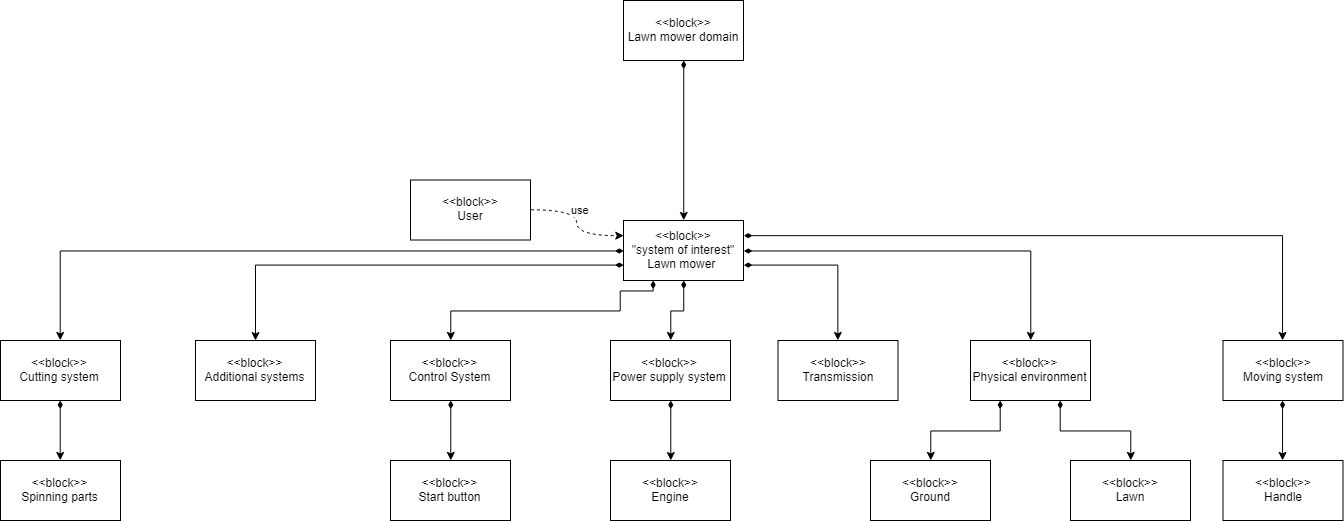 <<block>>
Lawn mower domain
<<block>>
User
use
<<block>>
"system of interest"
Lawn mower
<<block>>
Cutting system
<<block>>
Additional systems
<<block>>
Control System
<<block>>
Power supply system
<<block>>
Transmission
<<block>>
Physical environment
<<block>>
Moving system
<<block>>
Spinning parts
<<block>>
Start button
<<block>>
Engine
<<block>>
Ground
<<block>>
Lawn
<<block>>
Handle